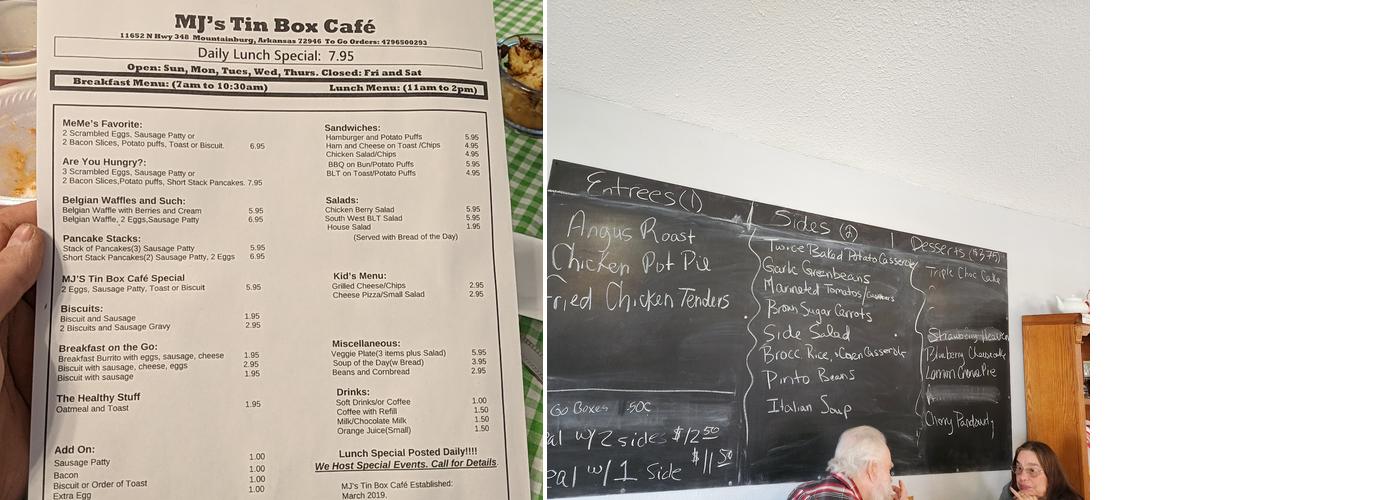 MJ's Tin Box Café
11652 N Hwy 348 Mountainburg, Arkansas 72946 To Go Orders: 4796500293
Daily Lunch Special: 7.95
Open: Sun, Mon, Tues, Wed, Thurs. Closed: Fri and Sat
Breakfast Menu: (7am to 10:30am) Lunch Menu: (11am to 2pm)
MeMe's Favorite:
2 Scrambled Eggs, Sausage Patty or
2 Bacon Slices, Potato puffs, Toast or Biscuit. 6.95
Are You Hungry?:
3 Scrambled Eggs, Sausage Patty or
2 Bacon Slices,Potato puffs, Short Stack Pancakes. 7.95
Belgian Waffles and Such:
Belgian Waffle with Berries and Cream 5.95
Belgian Waffle, 2 Eggs,Sausage Patty 6.95
Pancake Stacks:
Stack of Pancakes(3) Sausage Patty 5.95
Short Stack Pancakes(2) Sausage Patty, 2 Eggs 6.95
MJ'S Tin Box Café Special
2 Eggs, Sausage Patty, Toast or Biscuit 5.95
Biscuits:
Biscuit and Sausage 1.95
2 Biscuits and Sausage Gravy 2.95
Breakfast on the Go:
Breakfast Burrito with eggs, sausage, cheese 1.95
Biscuit with sausage, cheese, eggs 2.95
Biscuit with sausage 1.95
The Healthy Stuff
Oatmeal and Toast 1.95
Add On:
Sausage Patty 1.00
Bacon 1.00
Biscuit or Order of Toast 1.00
Extra Egg 1.00
Sandwiches:
Hamburger and Potato Puffs 5.95
Ham and Cheese on Toast /Chips 4.95
Chicken Salad/Chips 4.95
BBQ on Bun/Potato Puffs 5.95
BLT on Toast/Potato Puffs 4.95
Salads:
Chicken Berry Salad 5.95
South West BLT Salad 5.95
House Salad 1.95
(Served with Bread of the Day)
Kid's Menu:
Grilled Cheese/Chips 2.95
Cheese Pizza/Small Salad 2.95
Miscellaneous:
Veggie Plate(3 items plus Salad) 5.95
Soup of the Day(w Bread) 3.95
Beans and Cornbread 2.95
Drinks:
Soft Drinks/or Coffee 1.00
Coffee with Refill 1.50
Milk/Chocolate Milk 1.50
Orange Juice(Small) 1.50
Lunch Special Posted Daily!!!!
We Host Special Events. Call for Details.
MJ's Tin Box Café Established:
March 2019.
Entrees (1)
Angus Roast
Chicken Pot Pie
Fried Chicken Tenders
Go Boxes 50¢
al w/ 2 sides $12 50
eal w/ 1 Side $11 50
Sides (2)
Twice Baked Potato Casserole
Garlic Greenbeans
Marineted Tomatos/
Brown Sugar Carrots
Side Salad
Brocc Rice, Casserole
Pinto Beans
Italian Soup
Desserts ($3.75)
Triple Choc Cake
Strawberry Heaven
Blueberry
Lemon Pie
Cherry